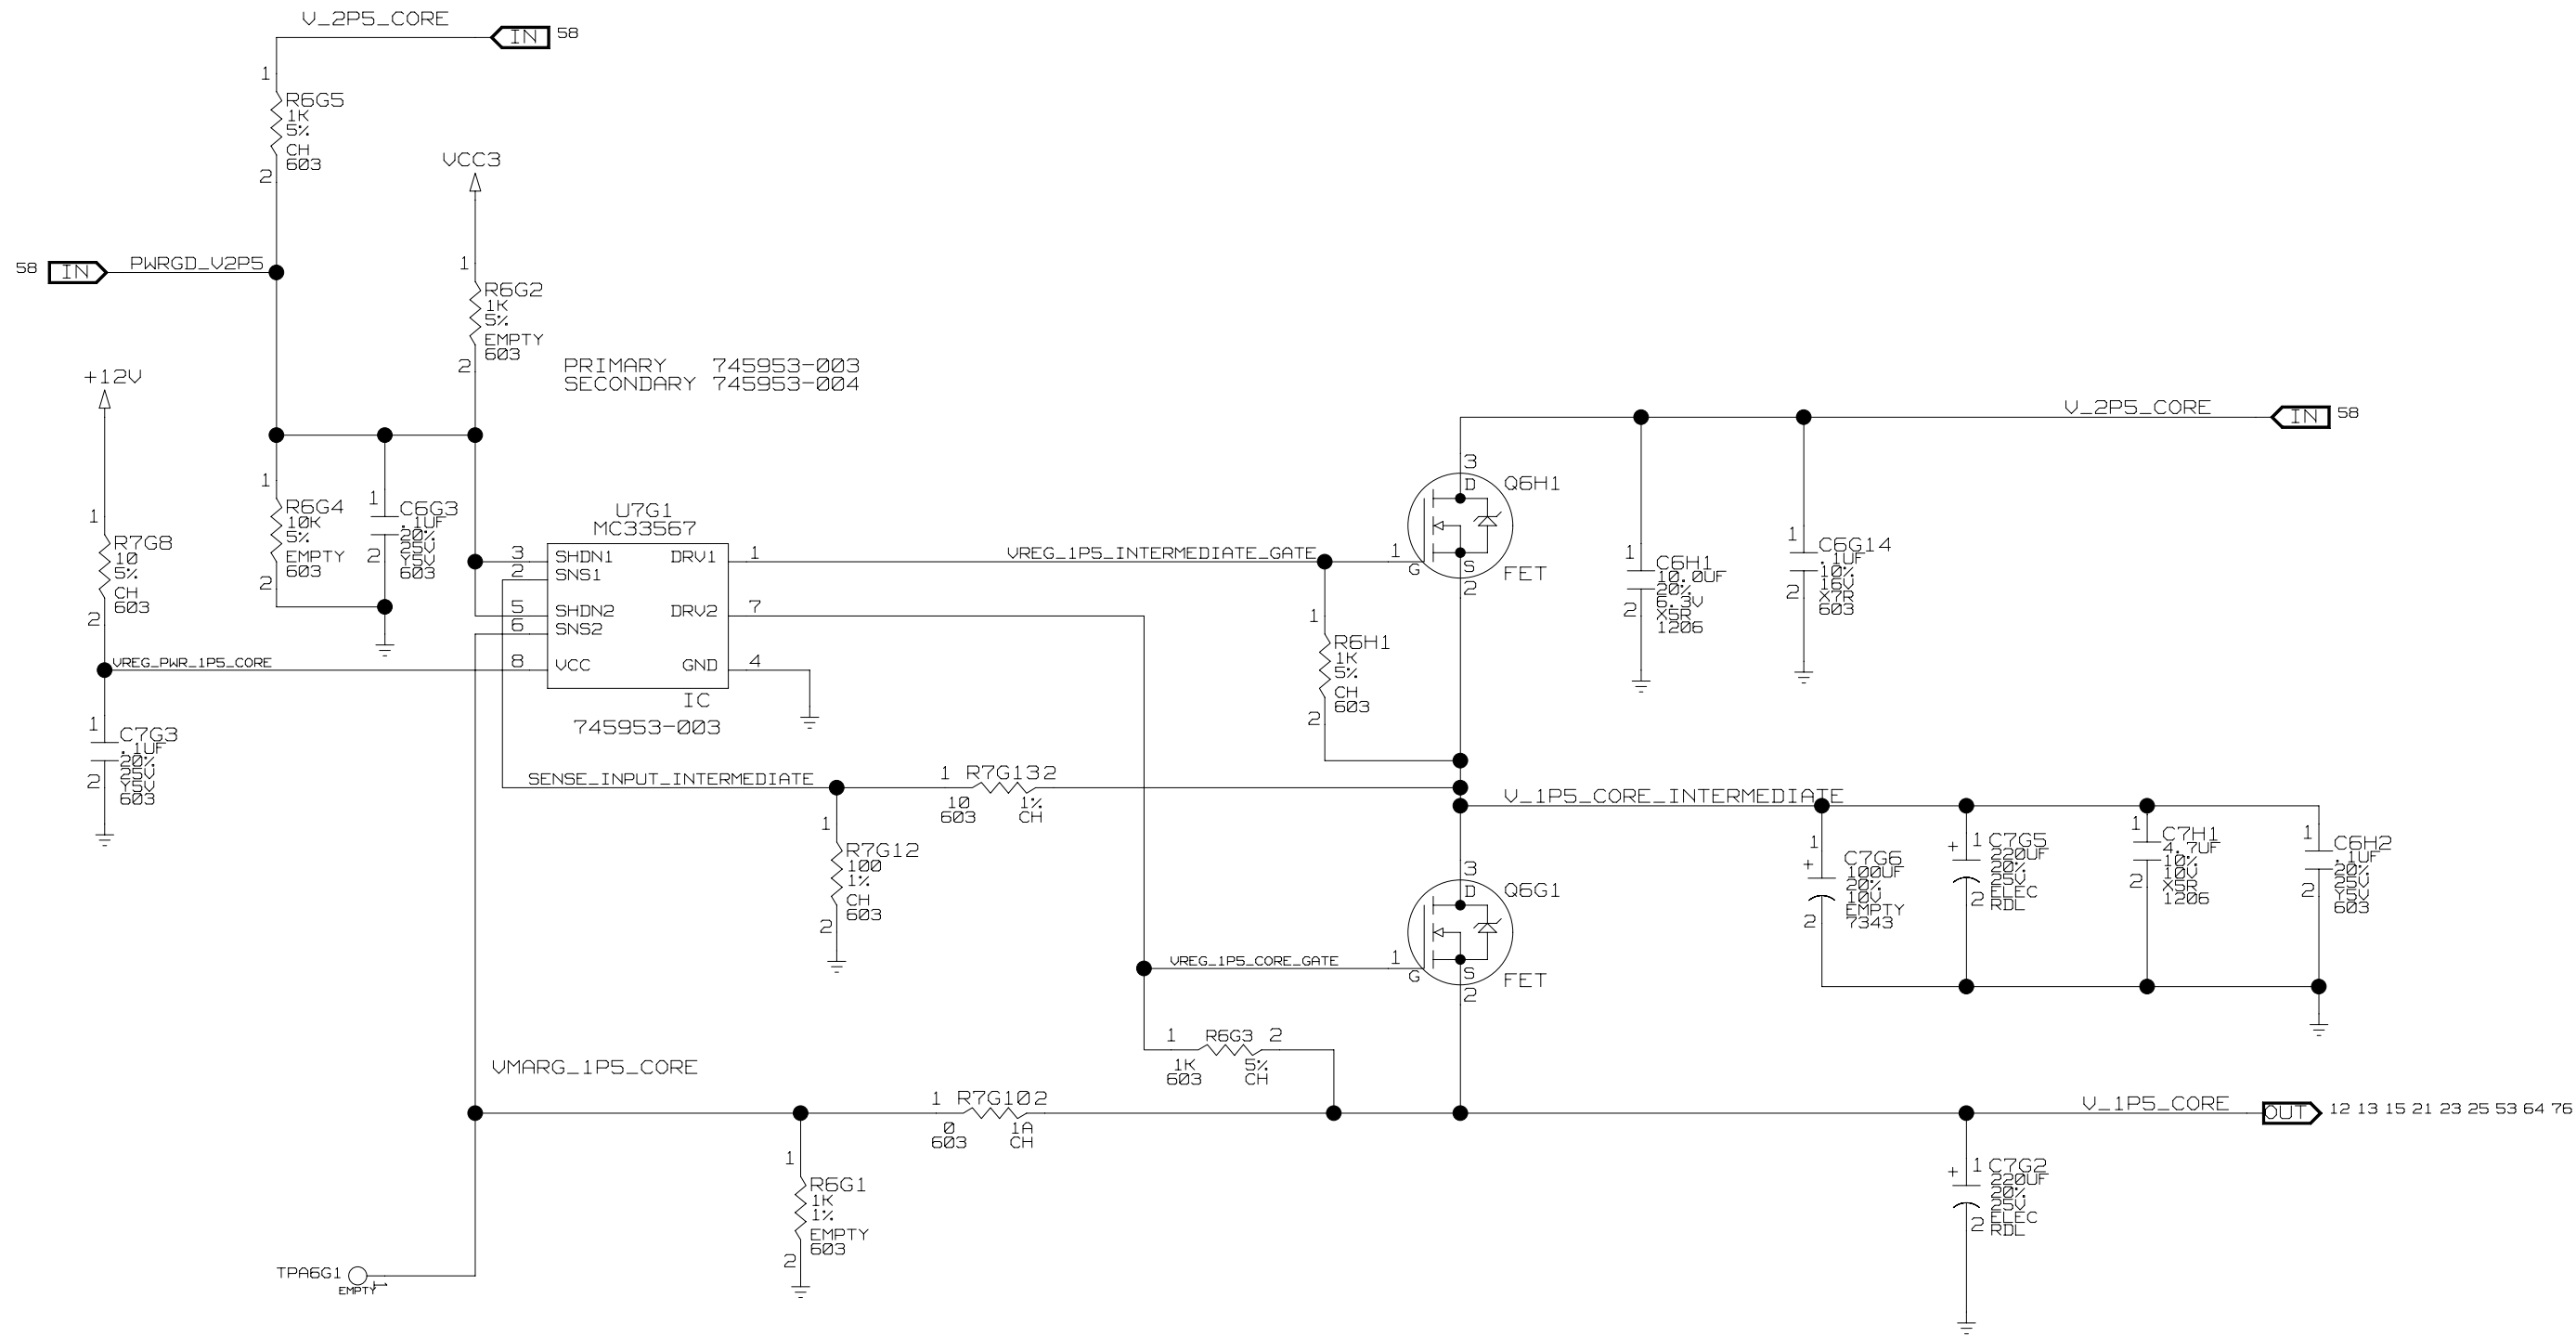 V_2P5_CORE
IN 58
1
R6G5
1K
5%
CH
603
2
VCC3
58 IN PWRGD_V2P5
1
R6G2
1K
5%
EMPTY
603
2
PRIMARY 745953-003
SECONDARY 745953-004
+12V
1
R7G8
10
5%
CH
603
2
1
R6G4
10K
5%
EMPTY
603
2
1
C6G3
.1UF
20%
25V
Y5V
603
2
VREG_PWR_1P5_CORE
1
C7G3
.1UF
20%
25V
Y5V
603
2
U7G1
MC33567
3 SHDN1 DRV1 1
2 SNS1
5 SHDN2 DRV2 7
6 SNS2
8 VCC GND 4
IC
745953-003
VREG_1P5_INTERMEDIATE_GATE
1
R6H1
1K
5%
CH
603
2
3
D
Q6H1
1
G
S
FET
2
V_2P5_CORE
IN 58
1
C6H1
10.0UF
20%
6.3V
X5R
1206
2
1
C6G14
.1UF
10%
16V
X7R
603
2
SENSE_INPUT_INTERMEDIATE
1 R7G13 2
10 1%
603 CH
1
R7G12
100
1%
CH
603
2
V_1P5_CORE_INTERMEDIATE
1
+
C7G6
100UF
20%
10V
EMPTY
7343
2
1
+
C7G5
220UF
20%
25V
ELEC
RDL
2
1
C7H1
4.7UF
10%
10V
X5R
1206
2
1
C6H2
.1UF
20%
25V
Y5V
603
2
3
D
Q6G1
VREG_1P5_CORE_GATE
1
G
S
FET
2
1 R6G3 2
1K 5%
603 CH
VMARG_1P5_CORE
1 R7G10 2
0 1A
603 CH
1
R6G1
1K
1%
EMPTY
603
2
V_1P5_CORE
OUT 12 13 15 21 23 25 53 64 76
1
+
C7G2
220UF
20%
25V
ELEC
RDL
2
TPA6G1
1
EMPTY